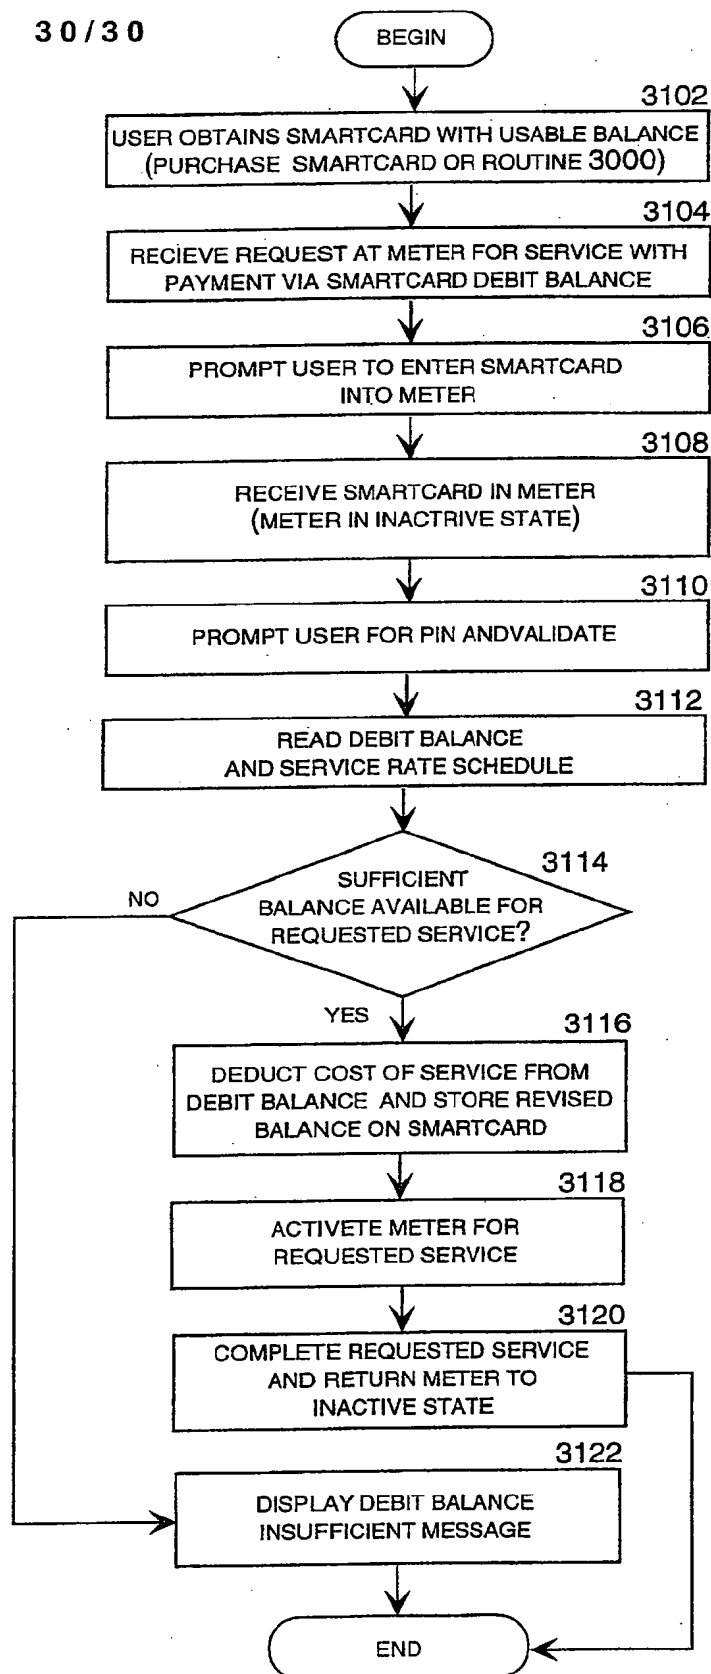 30/30
BEGIN
3102
USER OBTAINS SMARTCARD WITH USABLE BALANCE
(PURCHASE SMARTCARD OR ROUTINE 3000)
3104
RECIEVE REQUEST AT METER FOR SERVICE WITH
PAYMENT VIA SMARTCARD DEBIT BALANCE
3106
PROMPT USER TO ENTER SMARTCARD
INTO METER
3108
RECEIVE SMARTCARD IN METER
(METER IN INACTRIVE STATE)
3110
PROMPT USER FOR PIN ANDVALIDATE
3112
READ DEBIT BALANCE
AND SERVICE RATE SCHEDULE
3114
SUFFICIENT
BALANCE AVAILABLE FOR
REQUESTED SERVICE?
NO
YES
3116
DEDUCT COST OF SERVICE FROM
DEBIT BALANCE AND STORE REVISED
BALANCE ON SMARTCARD
3118
ACTIVETE METER FOR
REQUESTED SERVICE
3120
COMPLETE REQUESTED SERVICE
AND RETURN METER TO
INACTIVE STATE
3122
DISPLAY DEBIT BALANCE
INSUFFICIENT MESSAGE
END